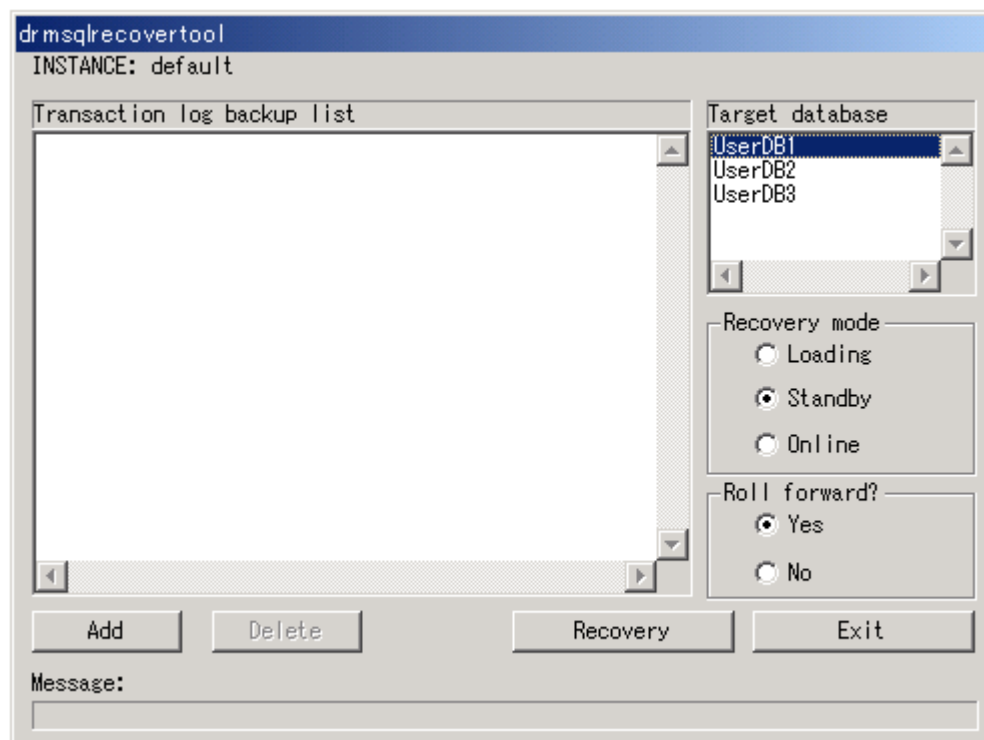 drmsqlrecovertool
INSTANCE: default
Transaction log backup list
Target database
UserDB1
UserDB2
UserDB3
Recovery mode
Loading
Standby
Online
Roll forward?
Yes
No
Add
Delete
Recovery
Exit
Message: